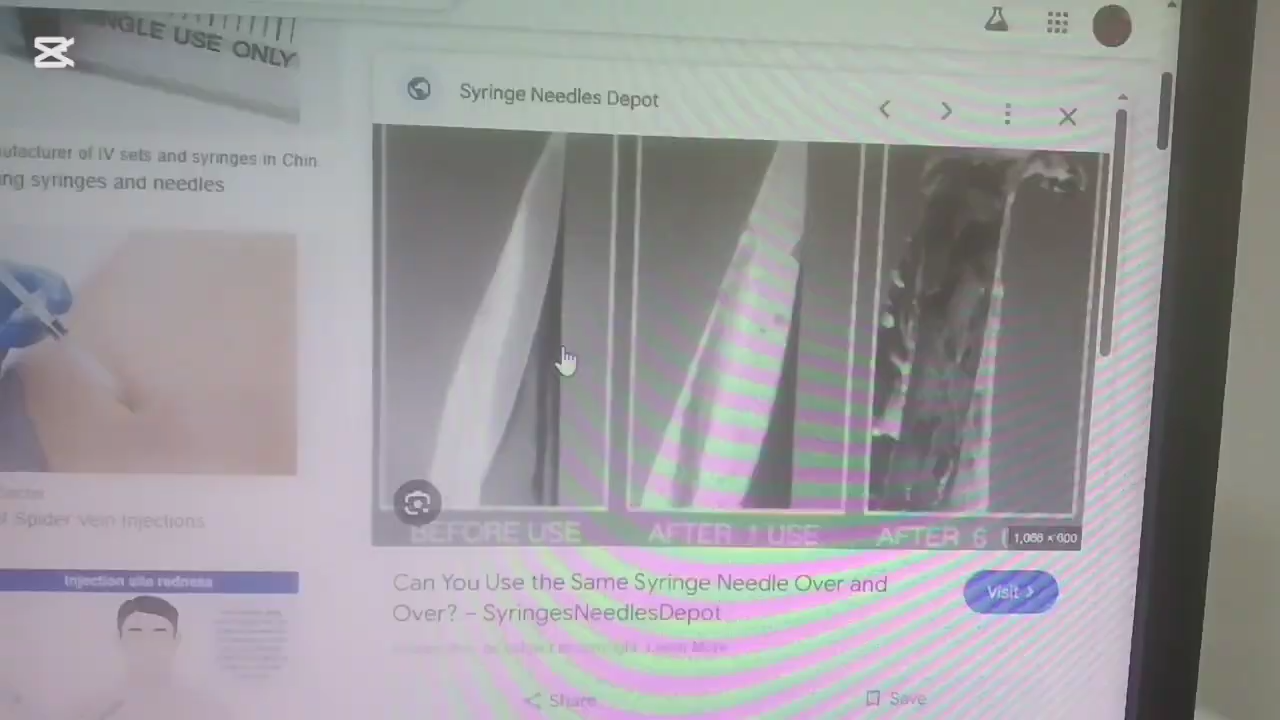 NGLE USE ONLY
Syringe Needles Depot
ufacturer of IV sets and syringes in Chin
ng syringes and needles
BEFORE USE
AFTER 1 USE
AFTER 6
1,066 × 600
Can You Use the Same Syringe Needle Over and
Over? – SyringesNeedlesDepot
Visit
Learn More
Share
Save
f Spider Vein Injections
Injection site redness